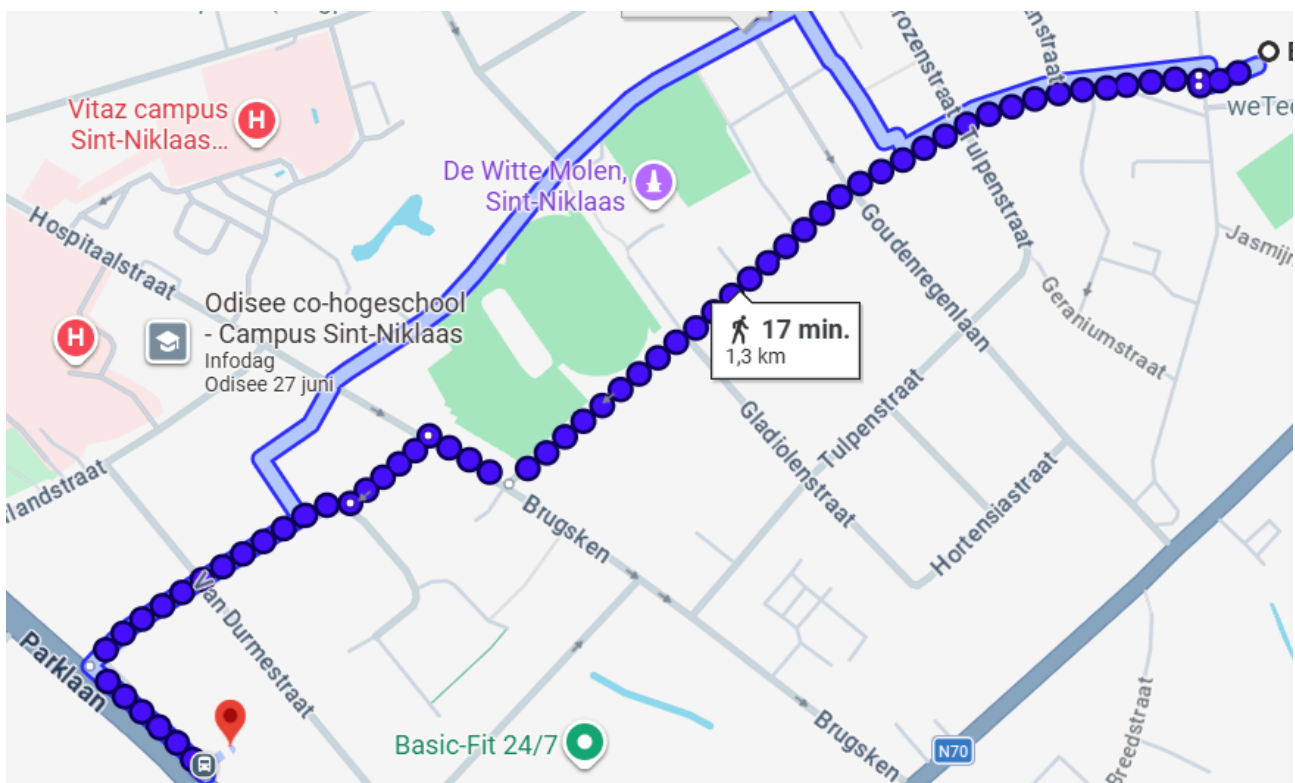 Vitaz campus
Sint-Niklaas...
H
De Witte Molen,
Sint-Niklaas
Tulpenstraat
weTec
Hospitaalstraat
Goudenregenlaan
Odisee co-hogeschool
- Campus Sint-Niklaas
Infodag
Odisee 27 juni
H
17 min.
1,3 km
Geraniumstraat
Gladiolenstraat
Tulpenstraat
Hortensiastraat
Brugsken
Van Durmestraat
Parklaan
Basic-Fit 24/7
Brugsken
N70
Breedstraat